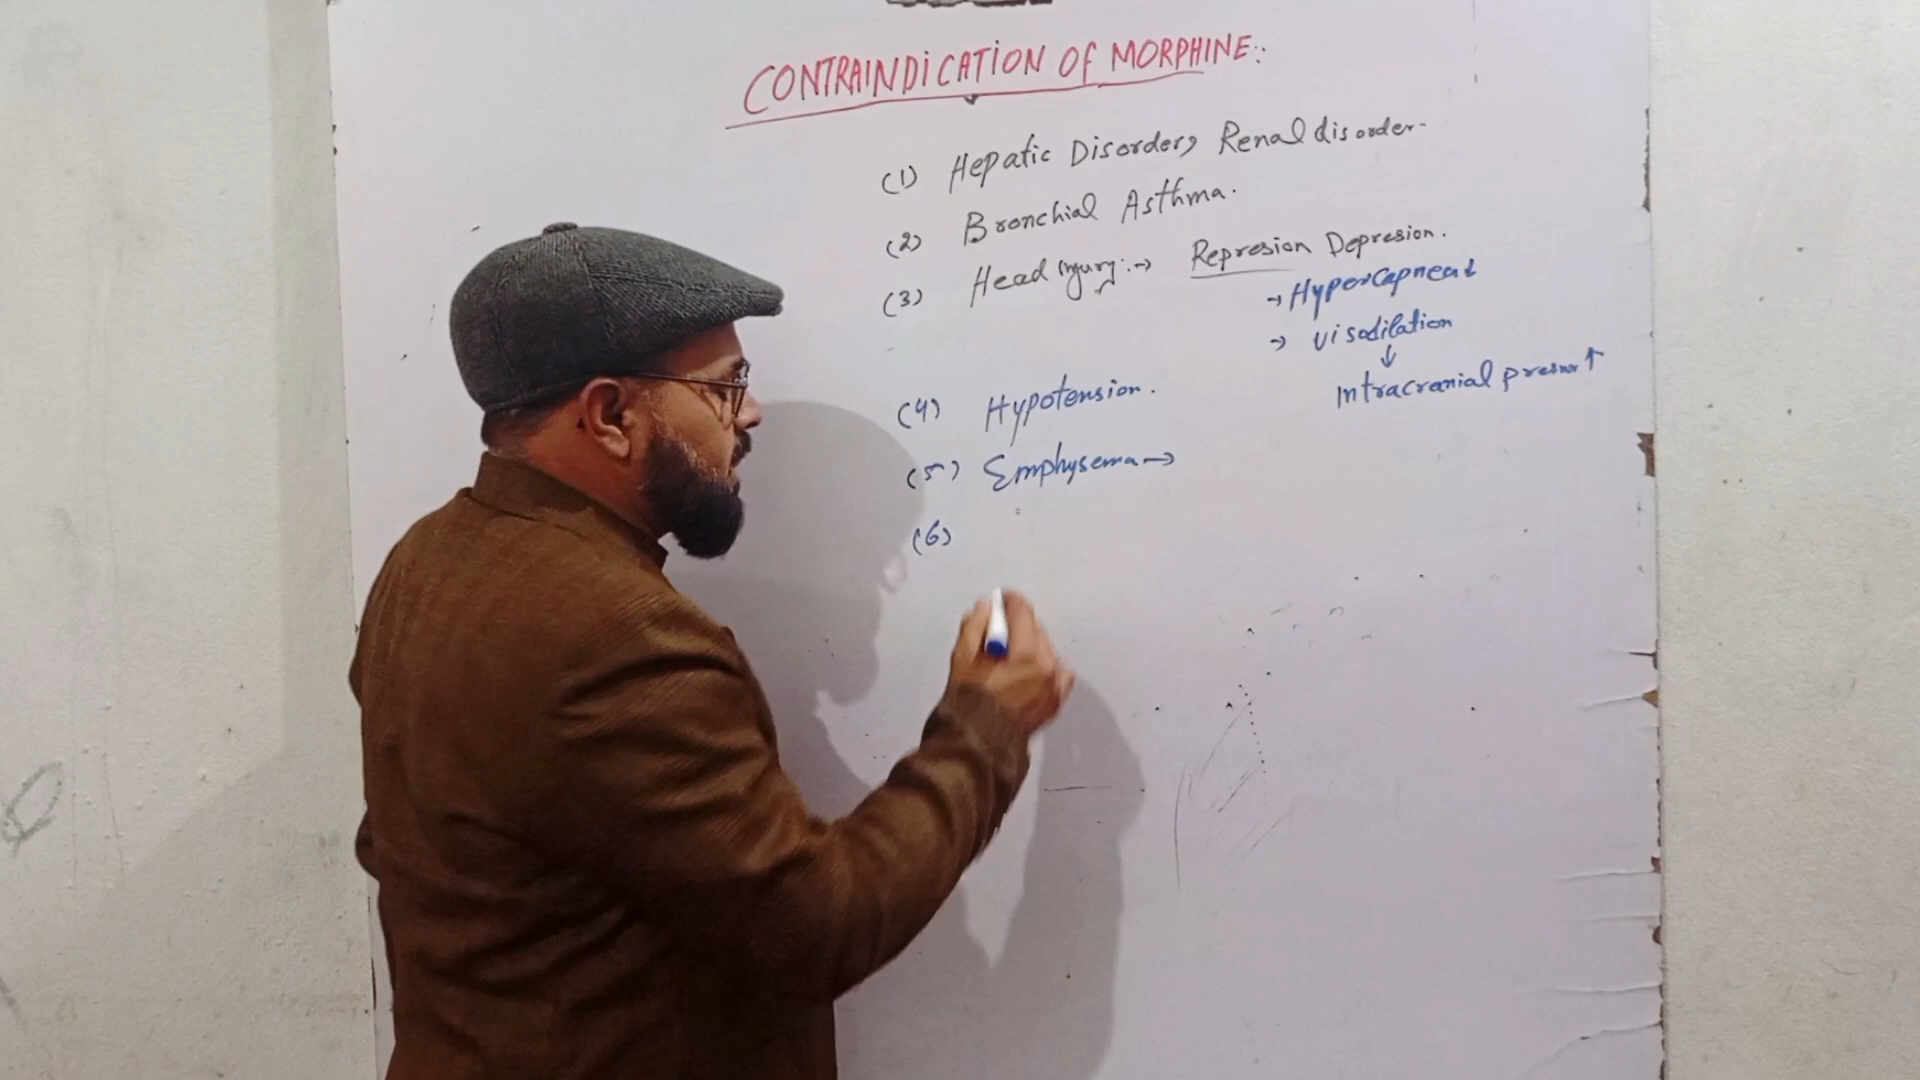 CONTRAINDICATION OF MORPHINE:.
(1) Hepatic Disorder, Renal disorder.
(2) Bronchial Asthma.
(3) Head injury:→ Represion Depresion.
→ Hypercapnea↓
→ visodilation
↓
Intracranial presure↑
(4) Hypotension.
(5) Emphysema→
(6)